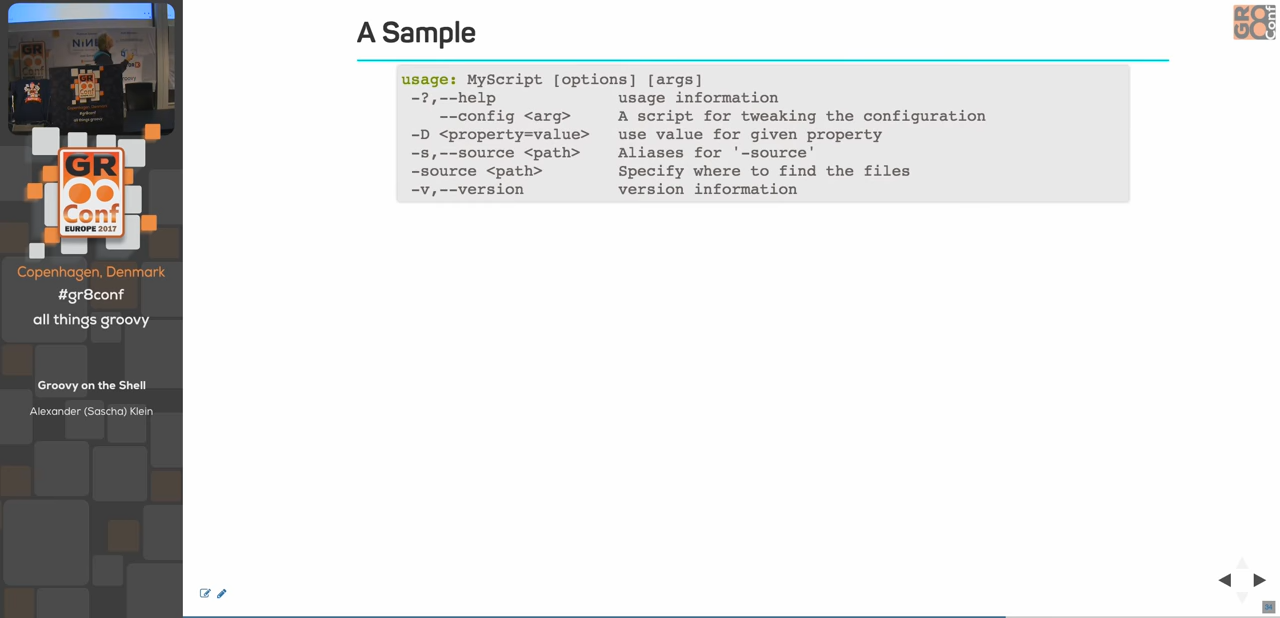 A Sample
usage: MyScript [options] [args]
-?,--help usage information
--config <arg> A script for tweaking the configuration
-D <property=value> use value for given property
-s,--source <path> Aliases for '-source'
-source <path> Specify where to find the files
-v,--version version information
GR8 Conf
GR
Conf
EUROPE 2017
Copenhagen, Denmark
#gr8conf
all things groovy
Groovy on the Shell
Alexander (Sascha) Klein
34